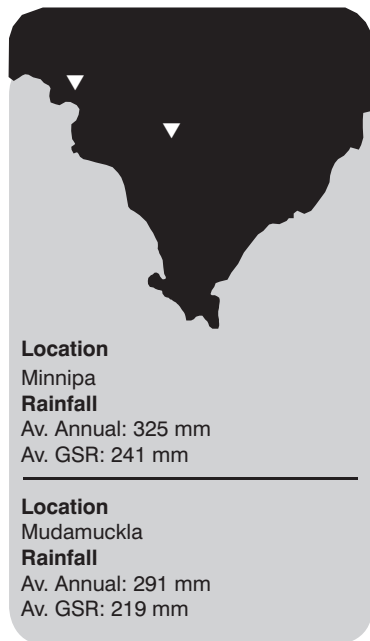 Location
Minnipa
Rainfall
Av. Annual: 325 mm
Av. GSR: 241 mm
Location
Mudamuckla
Rainfall
Av. Annual: 291 mm
Av. GSR: 219 mm